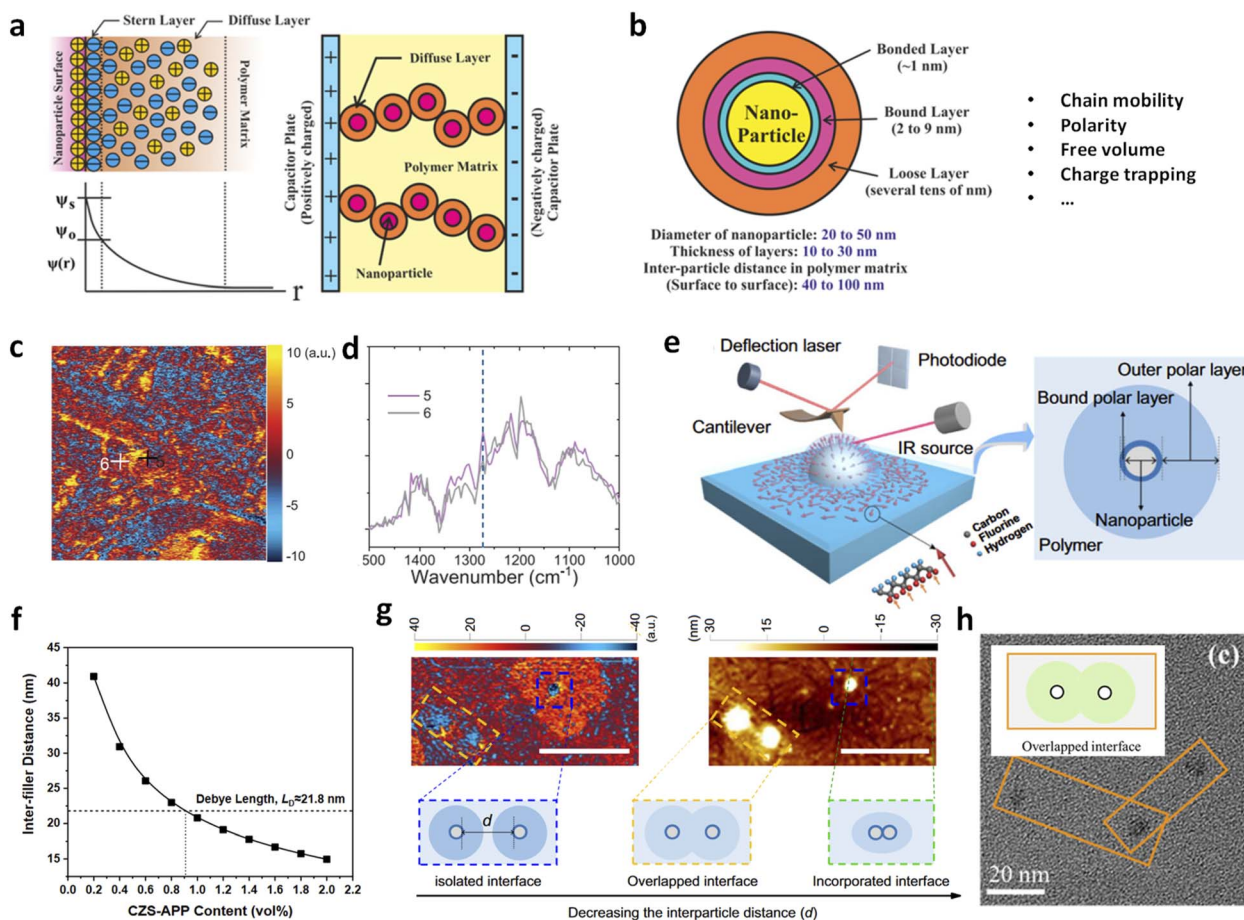 a
Stern Layer
Diffuse Layer
Nanoparticle Surface
Polymer Matrix
Ψs
Ψo
Ψ(r)
r
Capacitor Plate
(Positively charged)
Diffuse Layer
Polymer Matrix
Nanoparticle
(Negatively charged)
Capacitor Plate
b
Nano-
Particle
Bonded Layer
(~1 nm)
Bound Layer
(2 to 9 nm)
Loose Layer
(several tens of nm)
Diameter of nanoparticle: 20 to 50 nm
Thickness of layers: 10 to 30 nm
Inter-particle distance in polymer matrix
(Surface to surface): 40 to 100 nm
• Chain mobility
• Polarity
• Free volume
• Charge trapping
• ...
c
6
10 (a.u.)
5
0
-5
-10
d
5
6
1500 1400 1300 1200 1100 1000
Wavenumber (cm⁻¹)
e
Deflection laser
Photodiode
Cantilever
IR source
Carbon
Fluorine
Hydrogen
Outer polar layer
Bound polar layer
Nanoparticle
Polymer
f
Inter-filler Distance (nm)
45
40
35
30
25
20
15
Debye Length, LD≈21.8 nm
0.0 0.2 0.4 0.6 0.8 1.0 1.2 1.4 1.6 1.8 2.0 2.2
CZS-APP Content (vol%)
g
40 20 0 -20 -40
(a.u.)
(nm)
30 15 0 -15 -30
d
isolated interface
Overlapped interface
Incorporated interface
Decreasing the interparticle distance (d)
h
(c)
Overlapped interface
20 nm